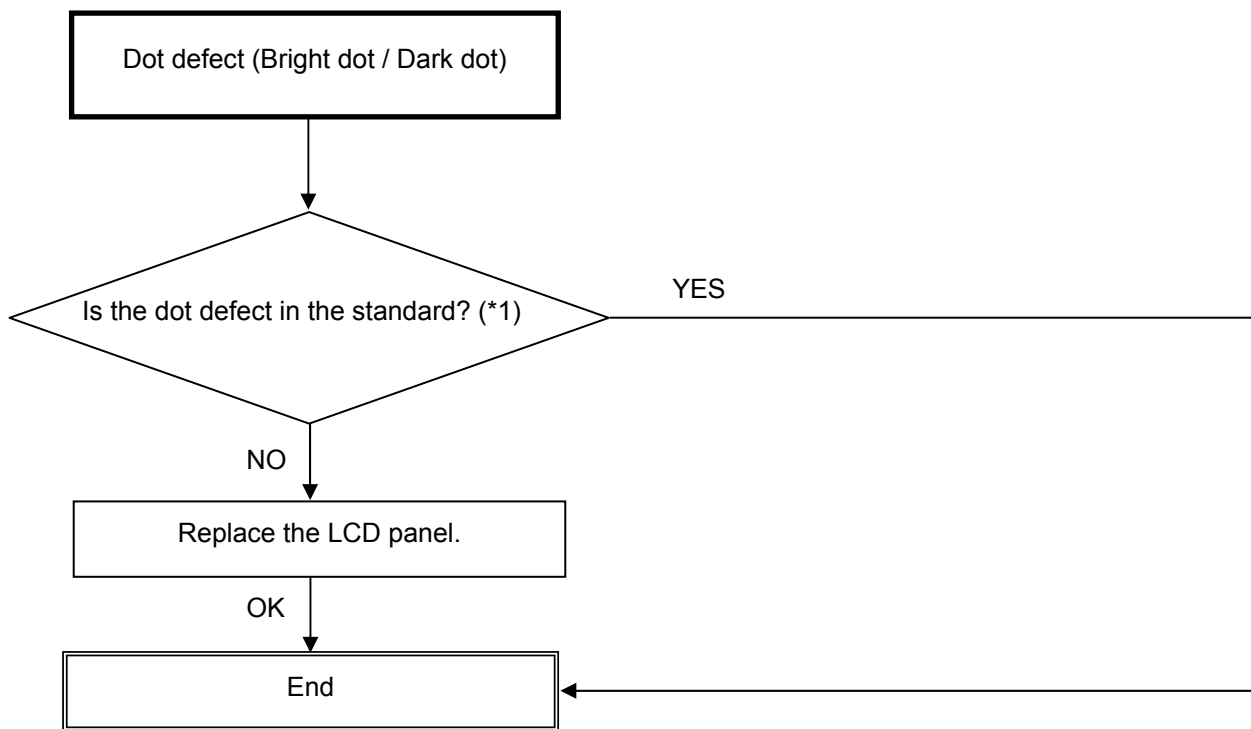 Dot defect (Bright dot / Dark dot)
Is the dot defect in the standard? (*1)
YES
NO
Replace the LCD panel.
OK
End